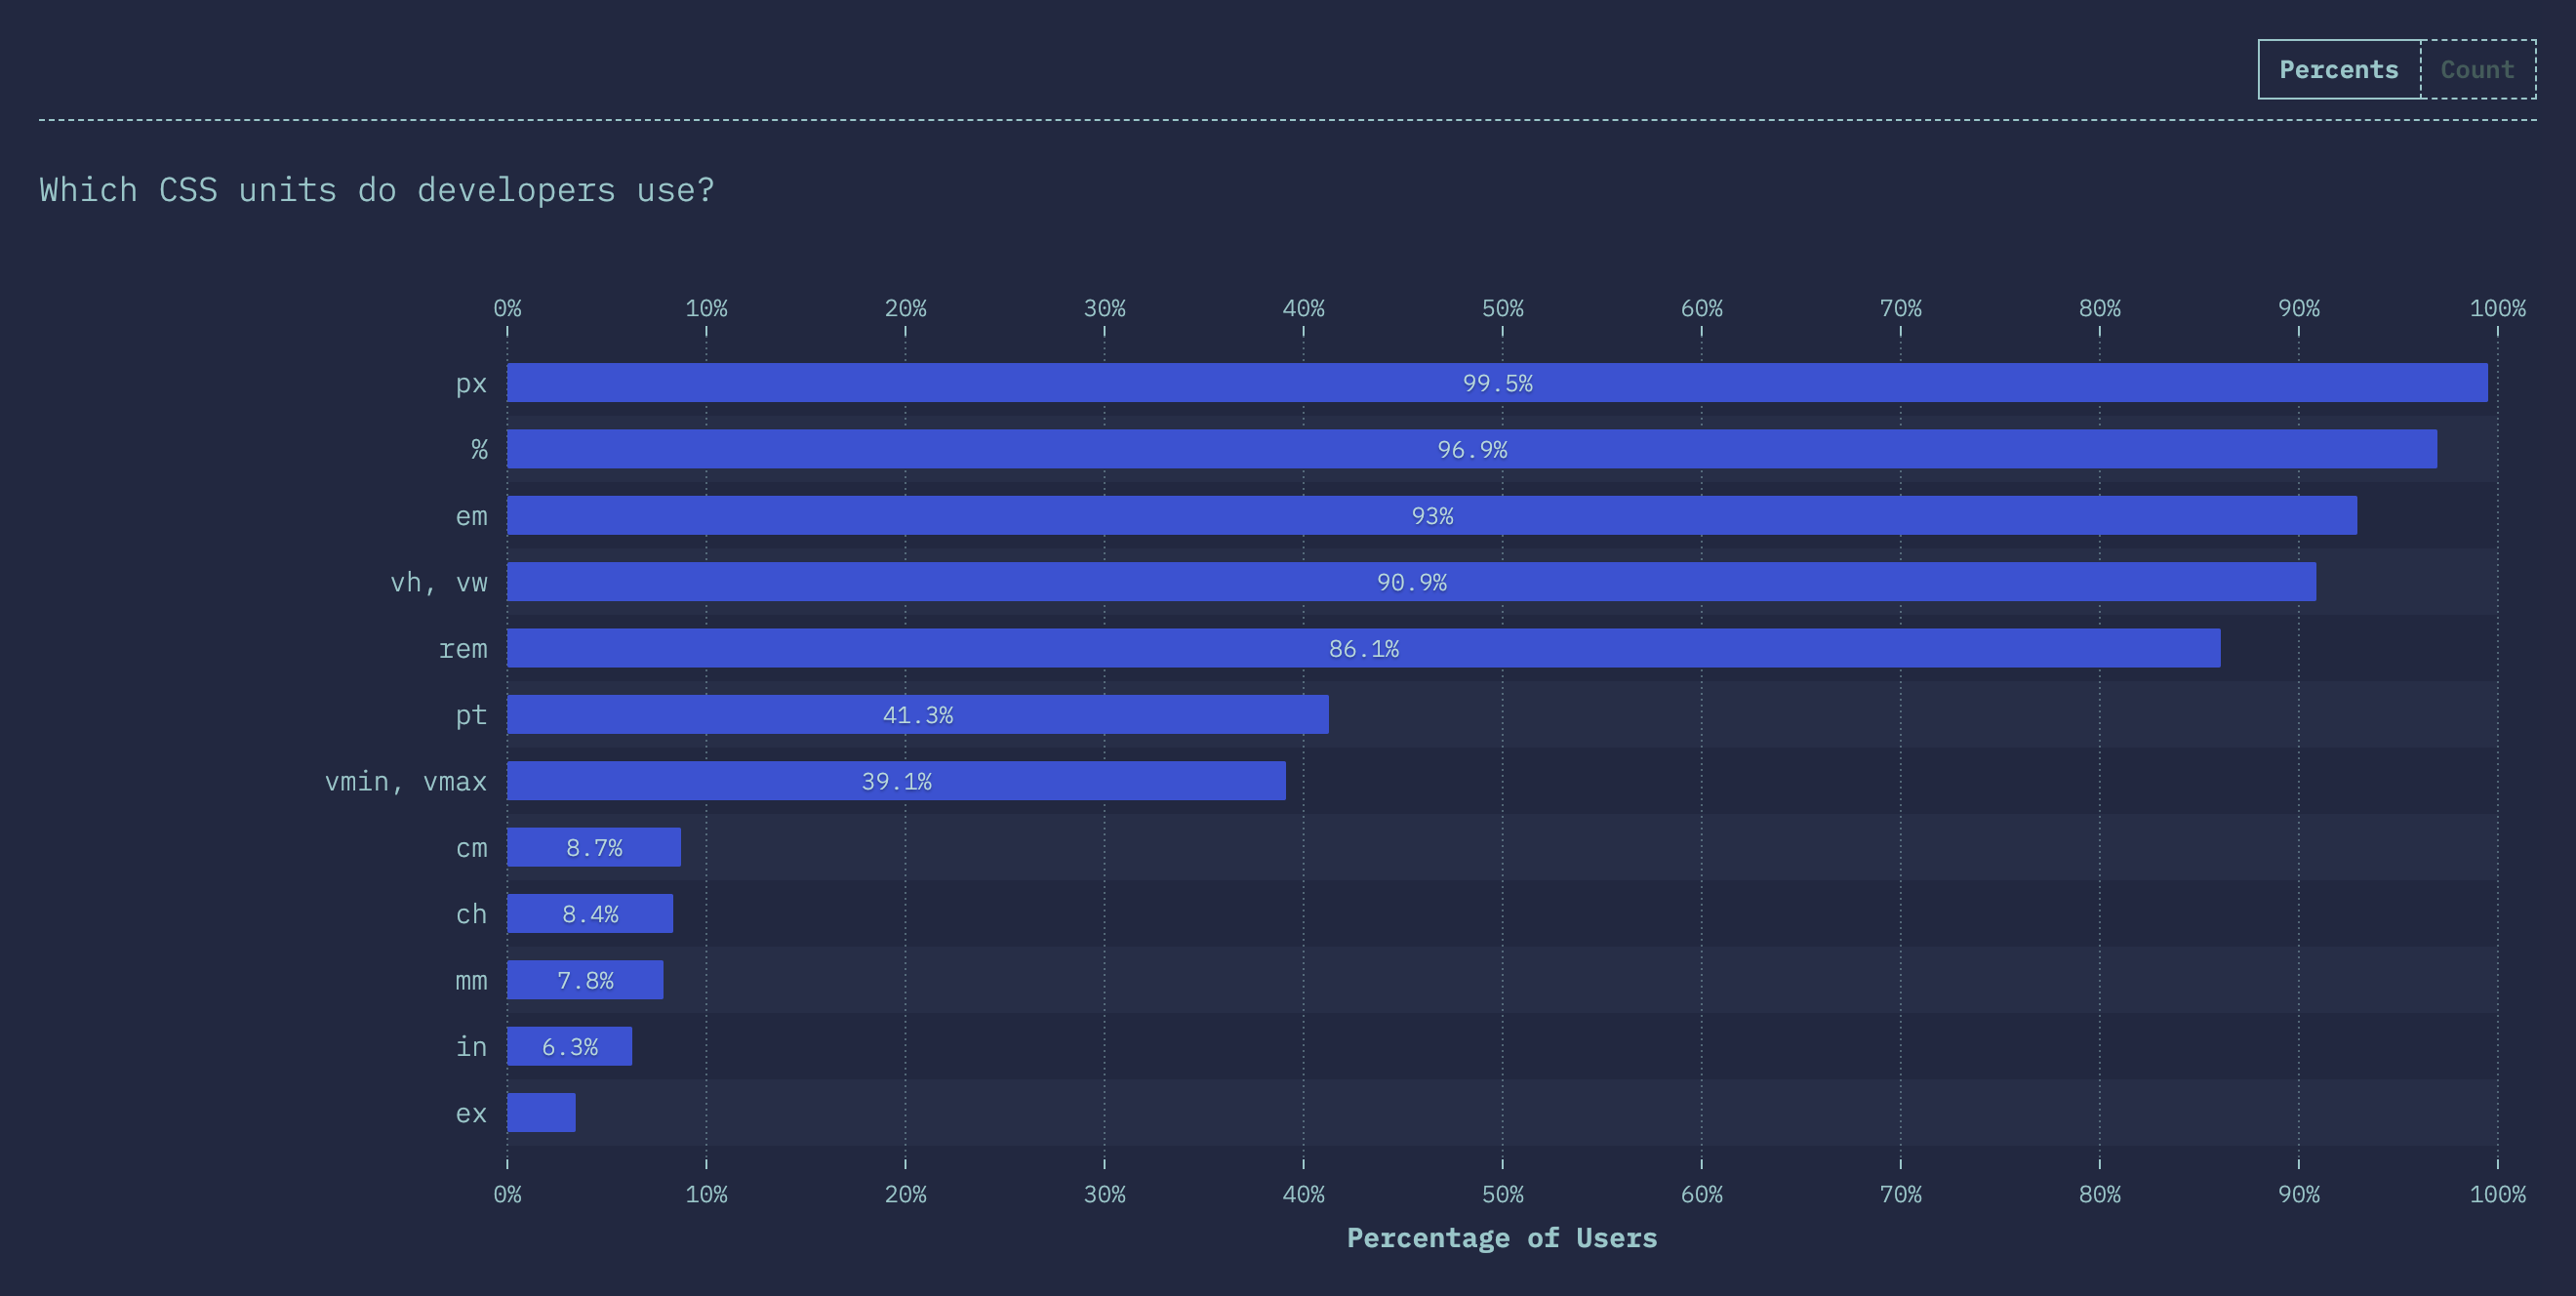 Percents Count
Which CSS units do developers use?
0% 10% 20% 30% 40% 50% 60% 70% 80% 90% 100%
px 99.5%
% 96.9%
em 93%
vh, vw 90.9%
rem 86.1%
pt 41.3%
vmin, vmax 39.1%
cm 8.7%
ch 8.4%
mm 7.8%
in 6.3%
ex
0% 10% 20% 30% 40% 50% 60% 70% 80% 90% 100%
Percentage of Users